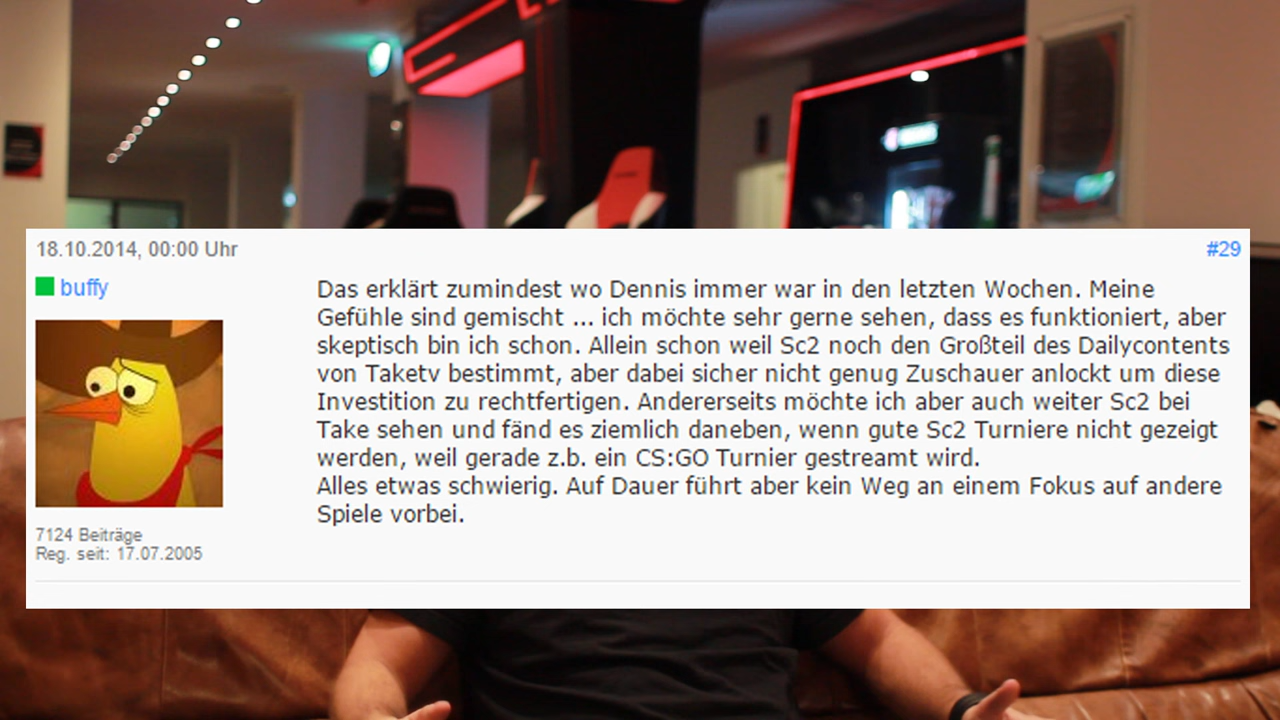 18.10.2014, 00:00 Uhr
#29
buffy
Das erklärt zumindest wo Dennis immer war in den letzten Wochen. Meine
Gefühle sind gemischt ... ich möchte sehr gerne sehen, dass es funktioniert, aber
skeptisch bin ich schon. Allein schon weil Sc2 noch den Großteil des Dailycontents
von Taketv bestimmt, aber dabei sicher nicht genug Zuschauer anlockt um diese
Investition zu rechtfertigen. Andererseits möchte ich aber auch weiter Sc2 bei
Take sehen und fänd es ziemlich daneben, wenn gute Sc2 Turniere nicht gezeigt
werden, weil gerade z.b. ein CS:GO Turnier gestreamt wird.
Alles etwas schwierig. Auf Dauer führt aber kein Weg an einem Fokus auf andere
Spiele vorbei.
7124 Beiträge
Reg. seit: 17.07.2005